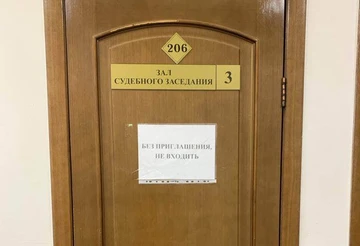 206
ЗАЛ
СУДЕБНОГО ЗАСЕДАНИЯ 3
БЕЗ ПРИГЛАШЕНИЯ,
НЕ ВХОДИТЬ